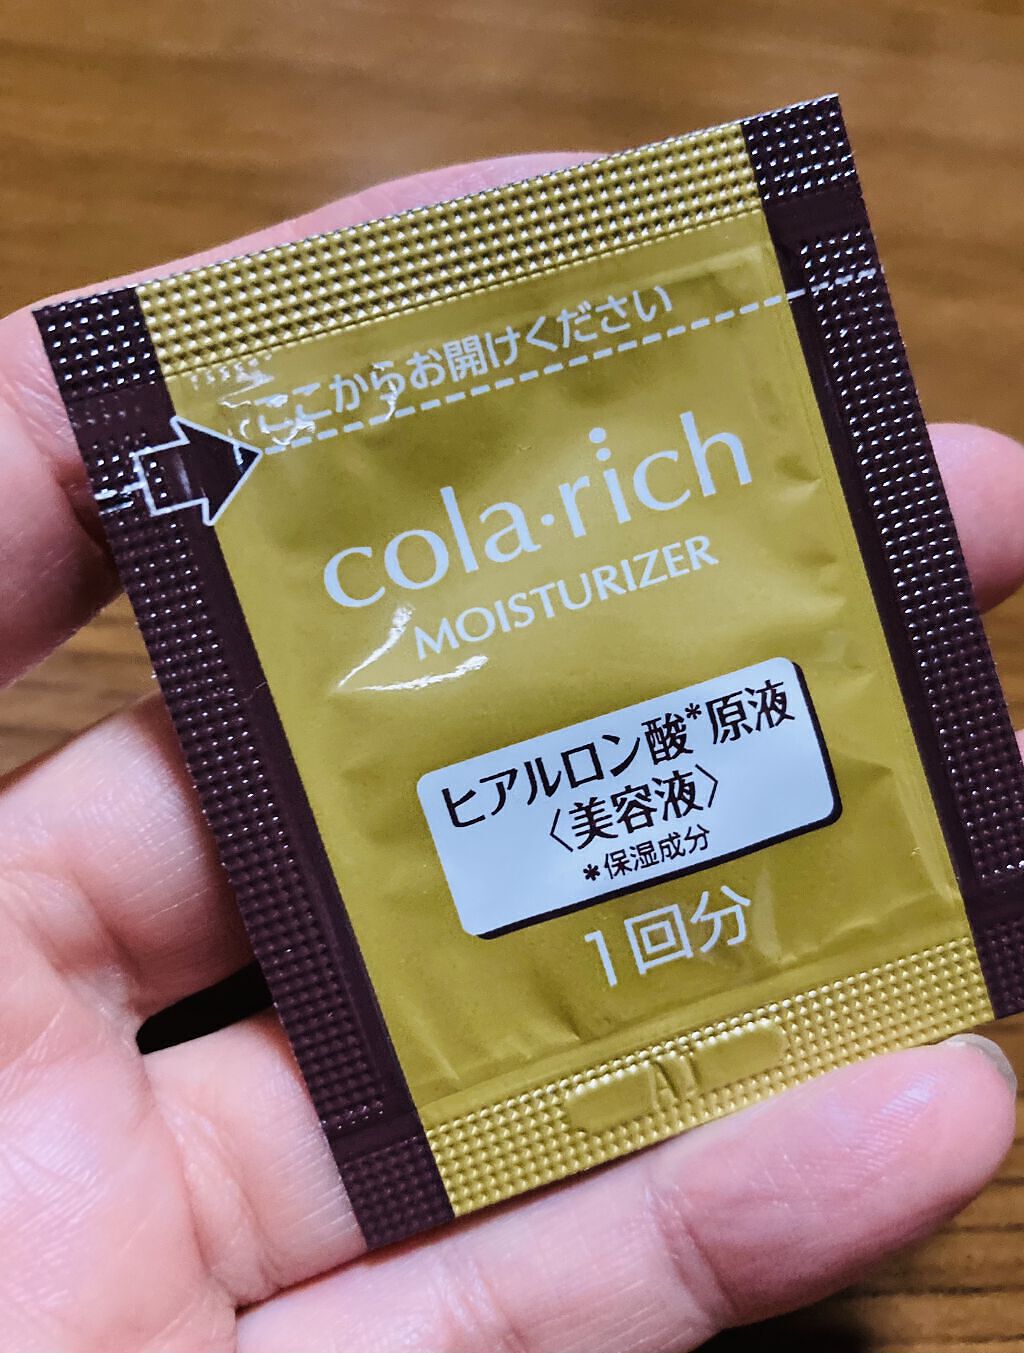 ここからお開けください
cola·rich
MOISTURIZER
ヒアルロン酸*原液
〈美容液〉
*保湿成分
1回分